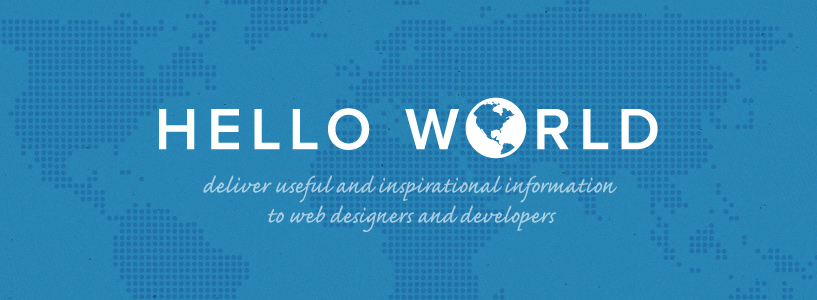 HELLO WORLD
deliver useful and inspirational information
to web designers and developers